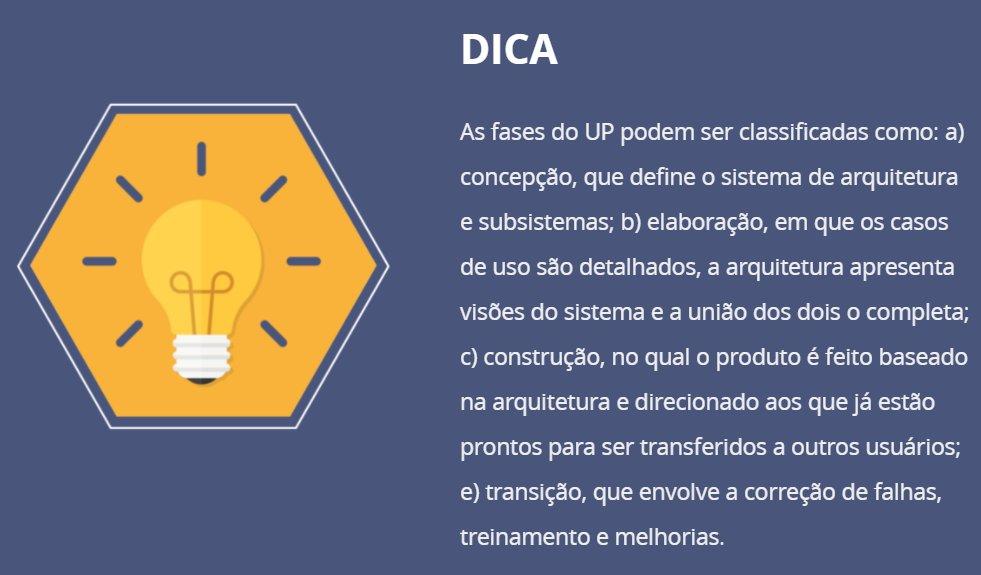 DICA
As fases do UP podem ser classificadas como: a)
concepção, que define o sistema de arquitetura
e subsistemas; b) elaboração, em que os casos
de uso são detalhados, a arquitetura apresenta
visões do sistema e a união dos dois o completa;
c) construção, no qual o produto é feito baseado
na arquitetura e direcionado aos que já estão
prontos para ser transferidos a outros usuários;
e) transição, que envolve a correção de falhas,
treinamento e melhorias.